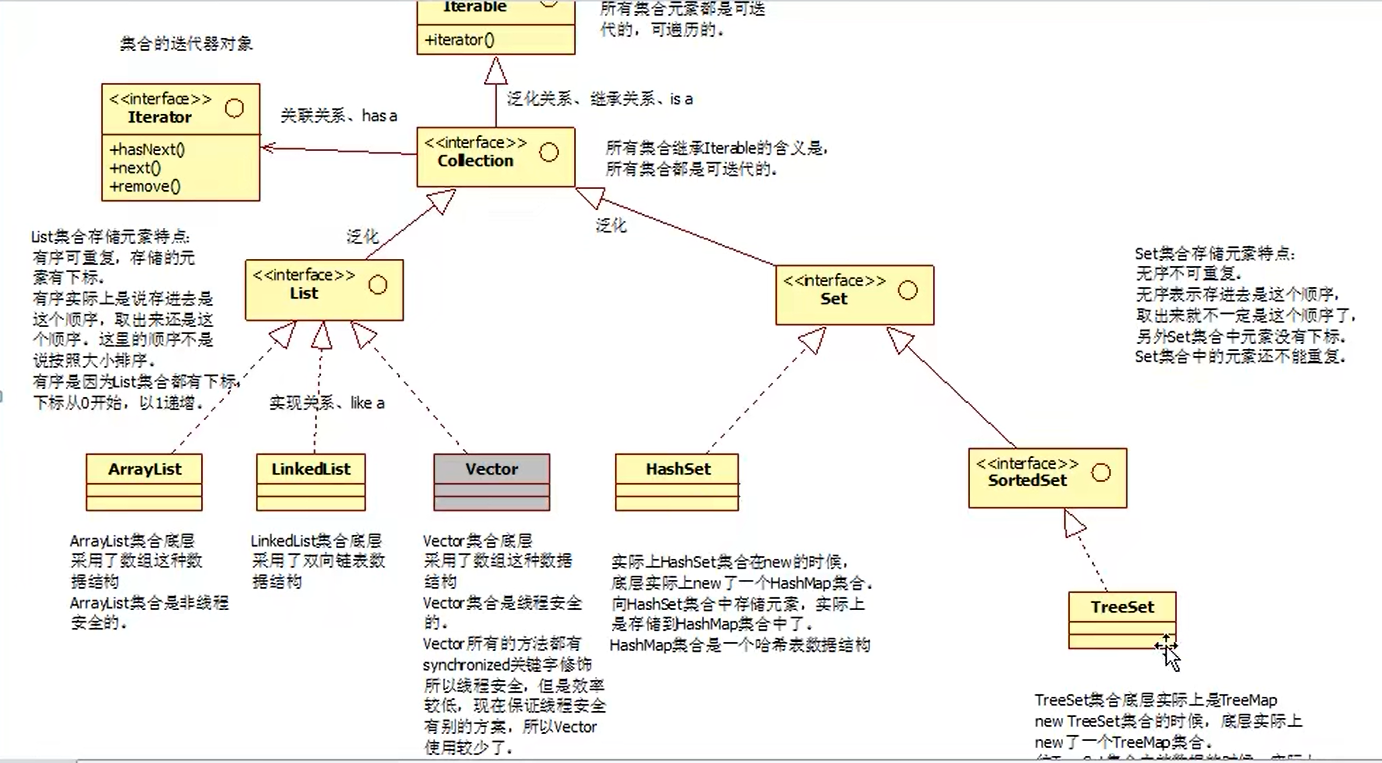 Iterable
+iterator()
所有集合元素都是可迭
代的，可遍历的。
集合的迭代器对象
<<interface>>
Iterator
+hasNext()
+next()
+remove()
关联关系、has a
泛化关系、继承关系、is a
<<interface>>
Collection
所有集合继承Iterable的含义是，
所有集合都是可迭代的。
泛化
泛化
List集合存储元素特点:
有序可重复，存储的元
素有下标。
有序实际上是说存进去是
这个顺序，取出来还是这
个顺序。这里的顺序不是
说按照大小排序。
有序是因为List集合都有下标，
下标从0开始，以1递增。
<<interface>>
List
<<interface>>
Set
Set集合存储元素特点:
无序不可重复。
无序表示存进去是这个顺序，
取出来就不一定是这个顺序了，
另外Set集合中元素没有下标。
Set集合中的元素还不能重复。
实现关系、like a
ArrayList
LinkedList
Vector
HashSet
<<interface>>
SortedSet
ArrayList集合底层
采用了数组这种数
据结构
ArrayList集合是非线程
安全的。
LinkedList集合底层
采用了双向链表数
据结构
Vector集合底层
采用了数组这种数据
结构
Vector集合是线程安全
的。
Vector所有的方法都有
synchronized关键字修饰
所以线程安全，但是效率
较低，现在保证线程安全
有别的方案，所以Vector
使用较少了。
实际上HashSet集合在new的时候，
底层实际上new了一个HashMap集合。
向HashSet集合中存储元素，实际上
是存储到HashMap集合中了。
HashMap集合是一个哈希表数据结构
TreeSet
TreeSet集合底层实际上是TreeMap
new TreeSet集合的时候，底层实际上
new了一个TreeMap集合。